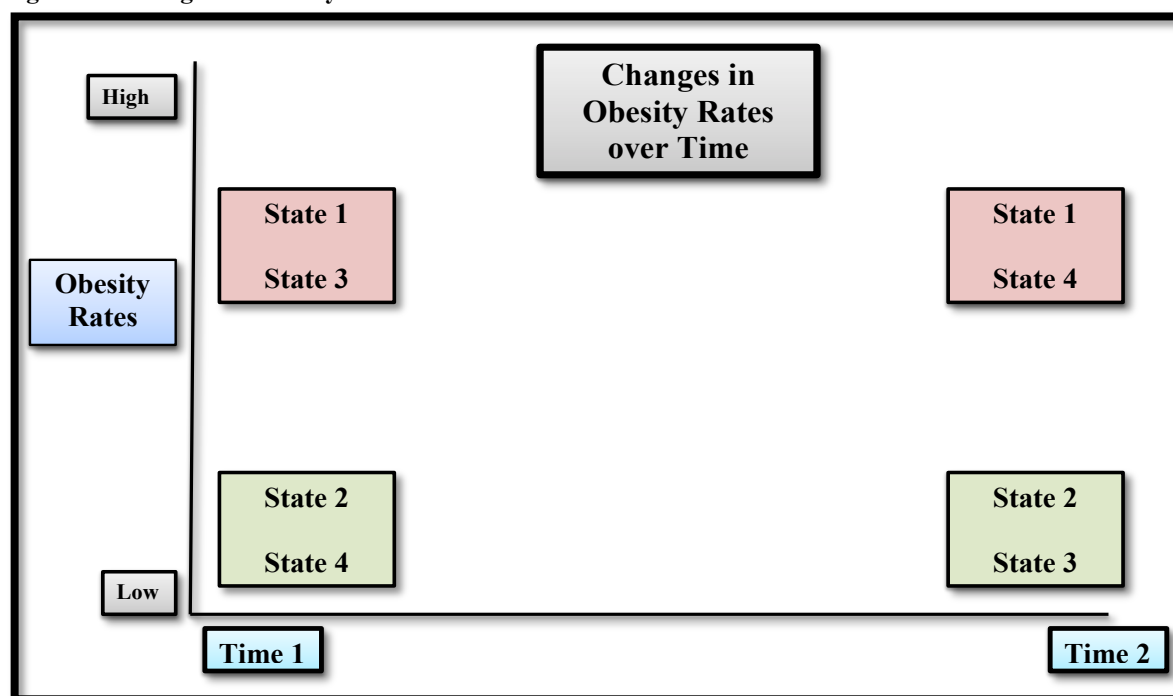 Changes in
Obesity Rates
over Time
High
State 1
State 3
State 1
State 4
Obesity
Rates
State 2
State 4
State 2
State 3
Low
Time 1
Time 2